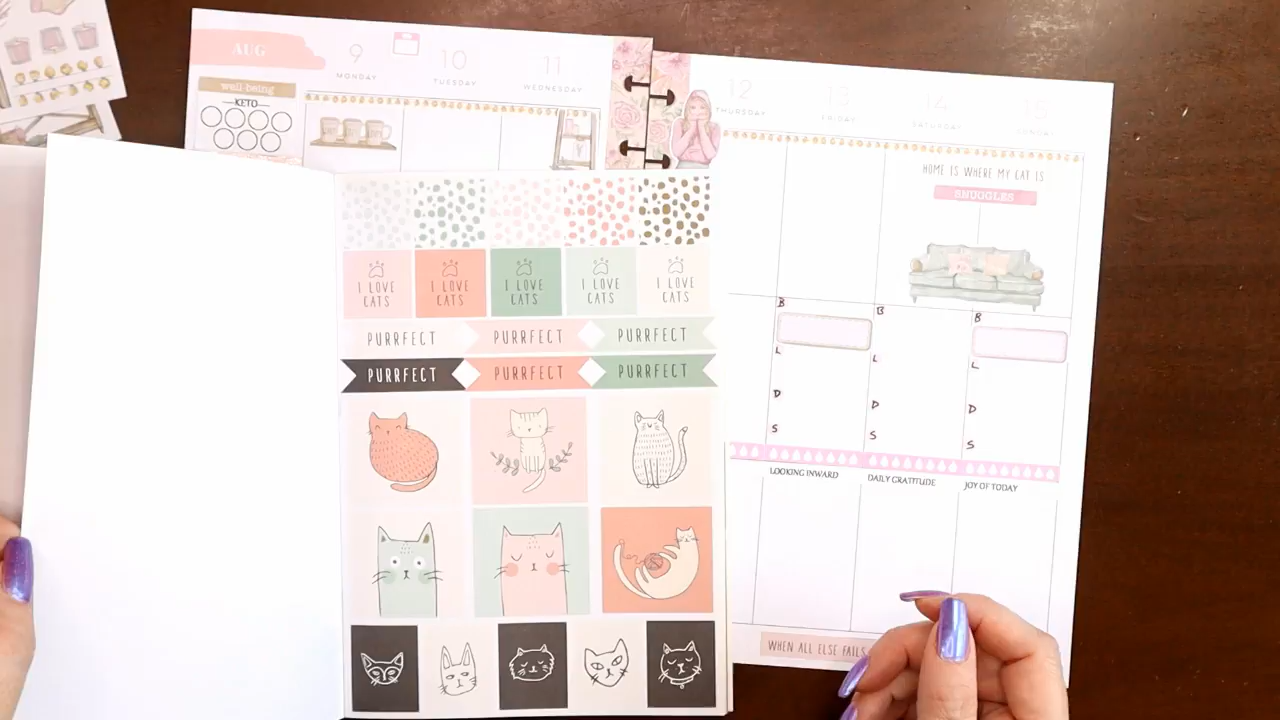 AUG
9
MONDAY
10
TUESDAY
11
WEDNESDAY
12
THURSDAY
13
FRIDAY
14
SATURDAY
15
SUNDAY
well-being
KETO
HOME IS WHERE MY CAT IS
SNUGGLES
I LOVE CATS
I LOVE CATS
I LOVE CATS
I LOVE CATS
I LOVE CATS
PURRFECT PURRFECT PURRFECT
PURRFECT PURRFECT PURRFECT
B
L
D
S
B
L
D
S
B
L
D
S
LOOKING INWARD
DAILY GRATITUDE
JOY OF TODAY
WHEN ALL ELSE FAILS